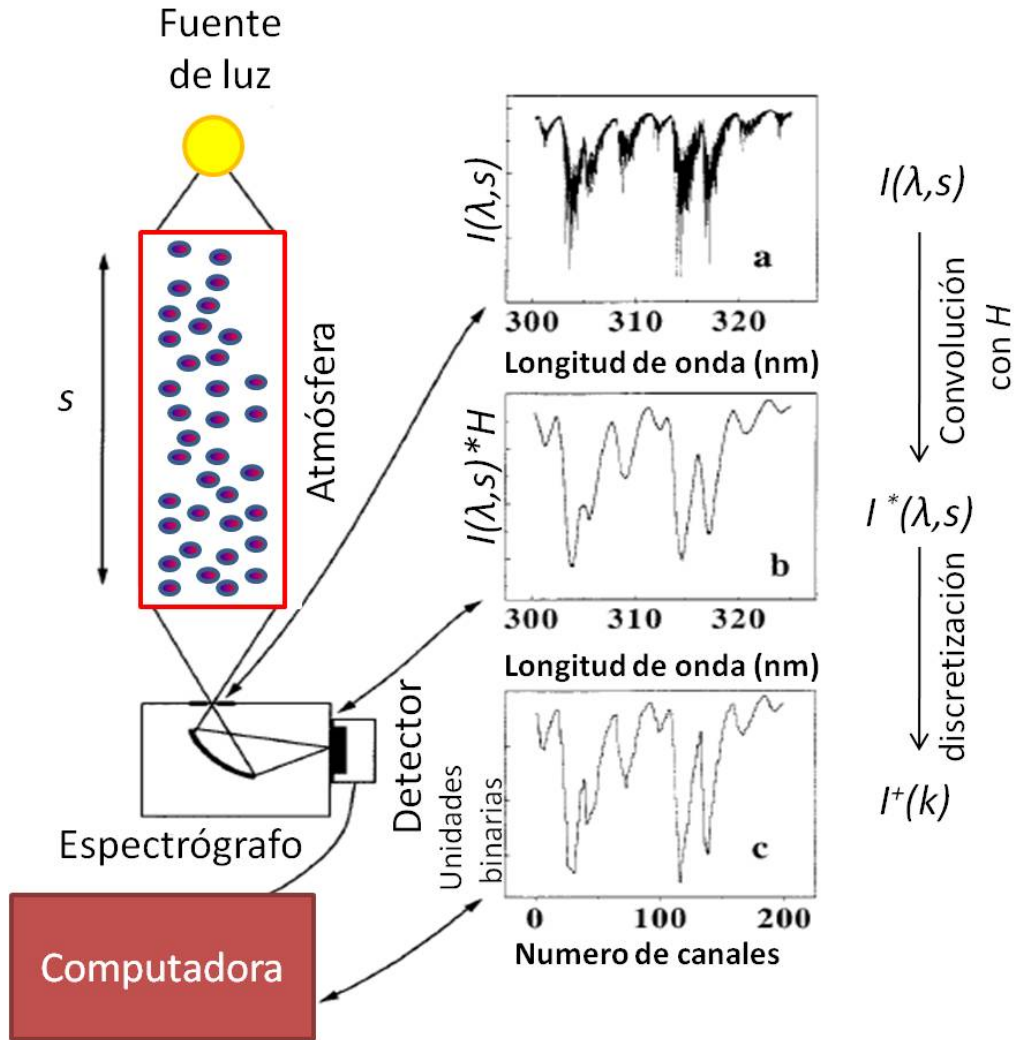 Fuente
de luz
s
Atmósfera
Espectrógrafo
Detector
Computadora
I(λ,s)
a
300 310 320
Longitud de onda (nm)
I(λ,s)*H
b
300 310 320
Longitud de onda (nm)
Unidades
binarias
c
0 100 200
Numero de canales
I(λ,s)
Convolución
con H
I *(λ,s)
discretización
I⁺(k)